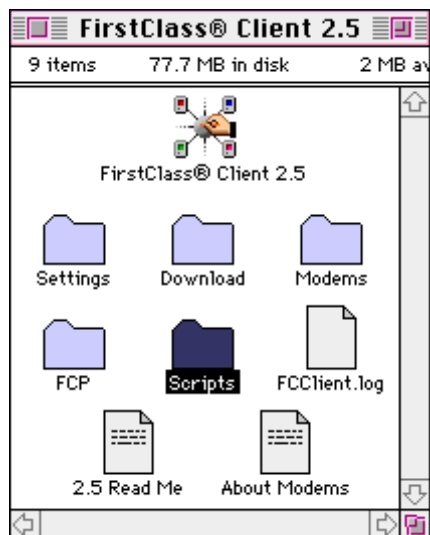 FirstClass® Client 2.5
9 items 77.7 MB in disk 2 MB av
FirstClass® Client 2.5
Settings Download Modems
FCP Scripts FCClient.log
2.5 Read Me About Modems